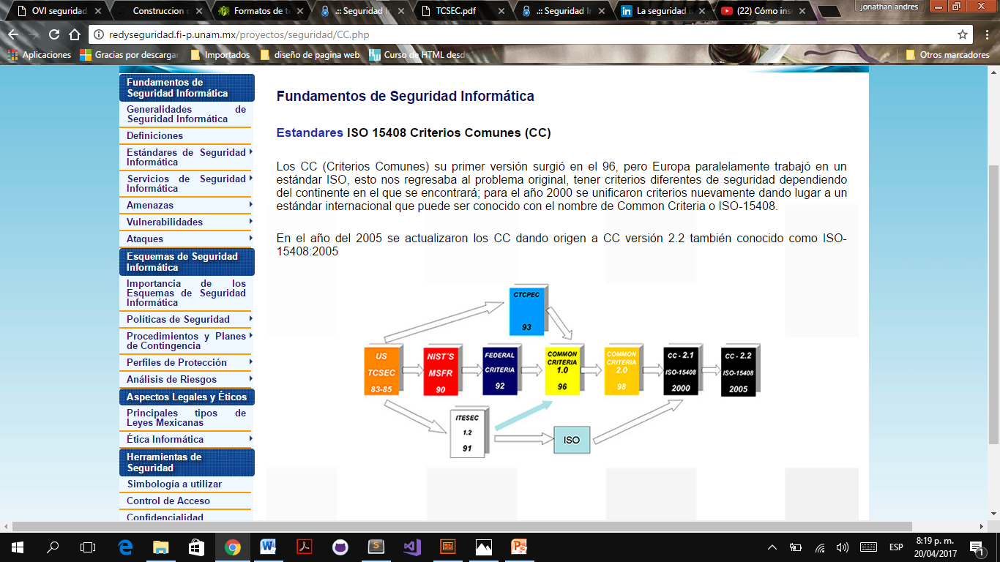 OVI seguridad
Construccion
Formatos de t
.:: Seguridad In
TCSEC.pdf
.:: Seguridad In
La seguridad i
(22) Cómo inse
jonathan andres
redyseguridad.fi-p.unam.mx/proyectos/seguridad/CC.php
Aplicaciones
Gracias por descargar
Importados
diseño de pagina web
Curso de HTML desde
Otros marcadores
Fundamentos de
Seguridad Informática
Generalidades de
Seguridad Informática
Definiciones
Estándares de Seguridad
Informática
Servicios de Seguridad
Informática
Amenazas
Vulnerabilidades
Ataques
Esquemas de Seguridad
Informática
Importancia de los
Esquemas de Seguridad
Informática
Políticas de Seguridad
Procedimientos y Planes
de Contingencia
Perfiles de Protección
Análisis de Riesgos
Aspectos Legales y Éticos
Principales tipos de
Leyes Mexicanas
Ética Informática
Herramientas de
Seguridad
Simbología a utilizar
Control de Acceso
Confidencialidad
Fundamentos de Seguridad Informática
Estandares ISO 15408 Criterios Comunes (CC)
Los CC (Criterios Comunes) su primer versión surgió en el 96, pero Europa paralelamente trabajó en un
estándar ISO, esto nos regresaba al problema original, tener criterios diferentes de seguridad dependiendo
del continente en el que se encontrará; para el año 2000 se unificaron criterios nuevamente dando lugar a un
estándar internacional que puede ser conocido con el nombre de Common Criteria o ISO-15408.
En el año del 2005 se actualizaron los CC dando origen a CC versión 2.2 también conocido como ISO-
15408:2005
CTCPEC
93
US
TCSEC
83-85
NIST'S
MSFR
90
FEDERAL
CRITERIA
92
COMMON
CRITERIA
1.0
96
COMMON
CRITERIA
2.0
98
CC - 2.1
ISO-15408
2000
CC - 2.2
ISO-15408
2005
ITESEC
1.2
91
ISO
ESP
8:19 p. m.
20/04/2017
1